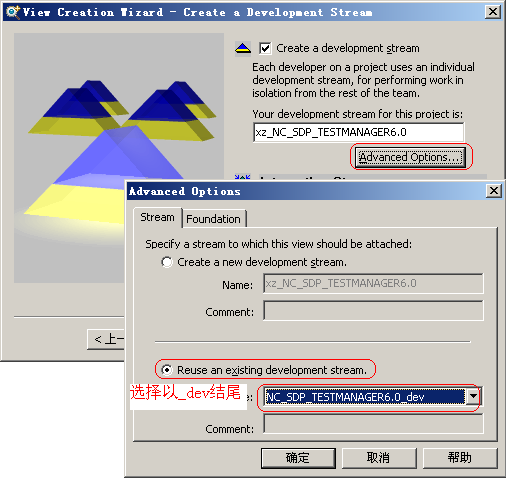 View Creation Wizard - Create a Development Stream
Create a development stream
Each developer on a project uses an individual
development stream, for performing work in
isolation from the rest of the team.
Your development stream for this project is:
xz_NC_SDP_TESTMANAGER6.0
Advanced Options...
Advanced Options
Stream
Foundation
Specify a stream to which this view should be attached:
Create a new development stream.
Name:
xz_NC_SDP_TESTMANAGER6.0
Comment:
Reuse an existing development stream.
选择以_dev结尾
NC_SDP_TESTMANAGER6.0_dev
Comment:
< 上一
确定
取消
帮助